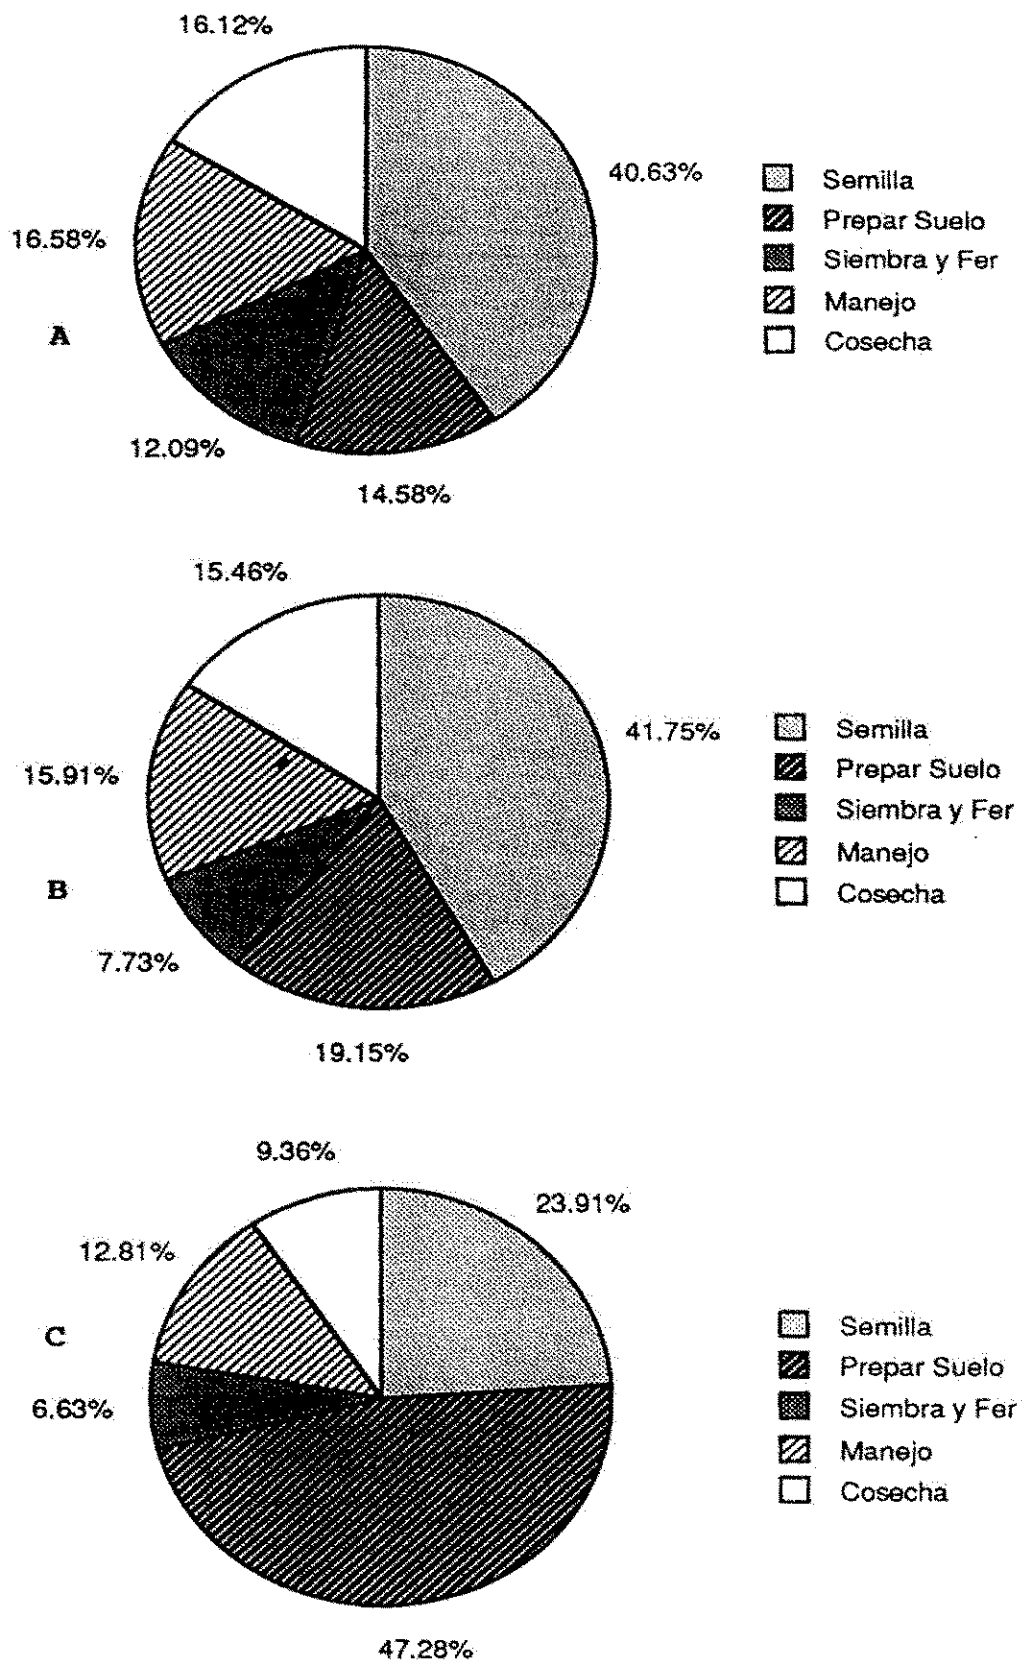 16.12%
40.63%
16.58%
A
12.09%
14.58%
Semilla
Prepar Suelo
Siembra y Fer
Manejo
Cosecha
15.46%
41.75%
15.91%
B
7.73%
19.15%
Semilla
Prepar Suelo
Siembra y Fer
Manejo
Cosecha
9.36%
23.91%
12.81%
C
6.63%
47.28%
Semilla
Prepar Suelo
Siembra y Fer
Manejo
Cosecha